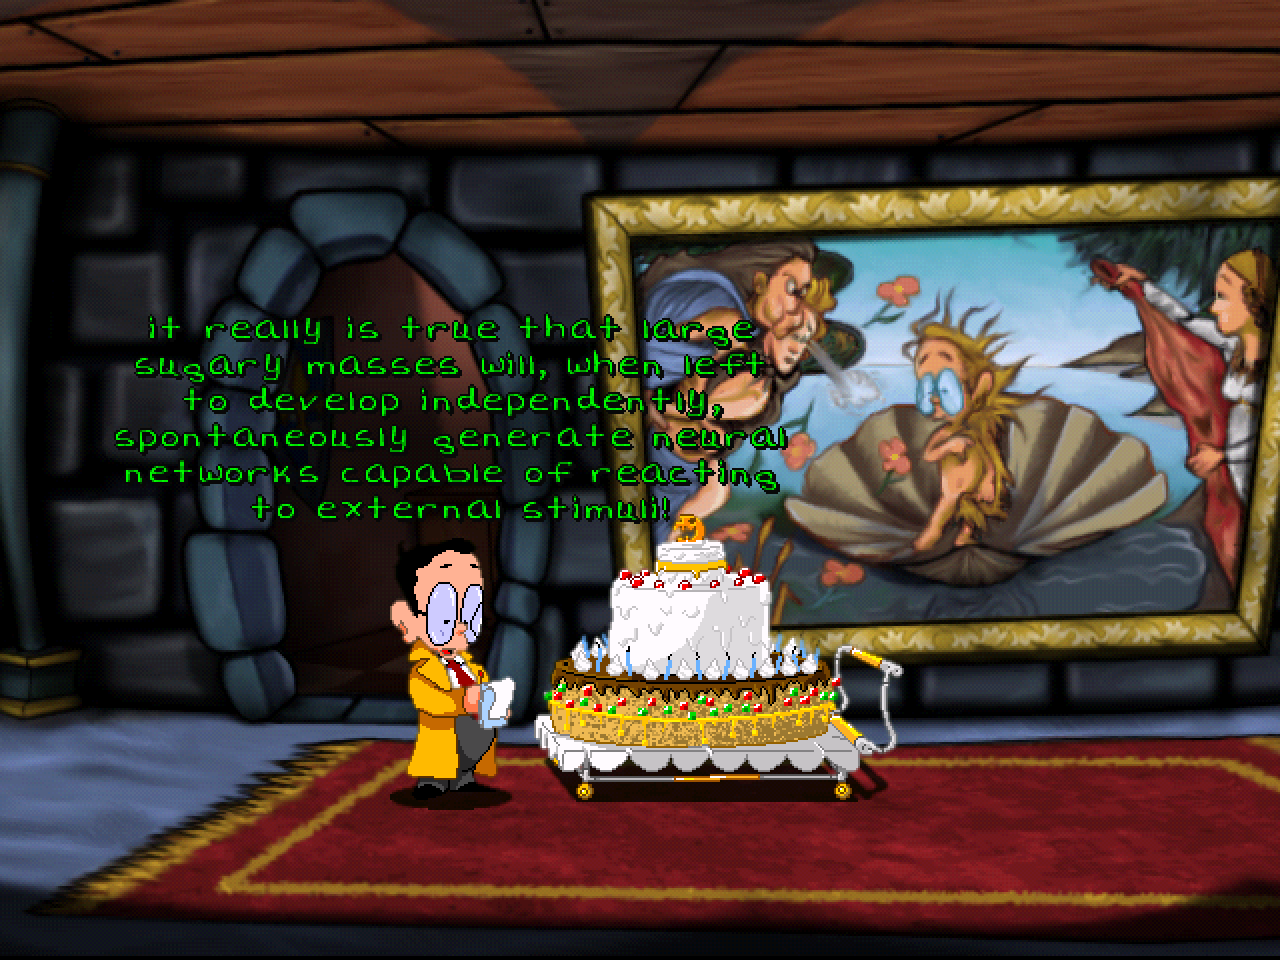 it really is true that large
sugary masses will, when left
to develop independently,
spontaneously generate neural
networks capable of reacting
to external stimuli!